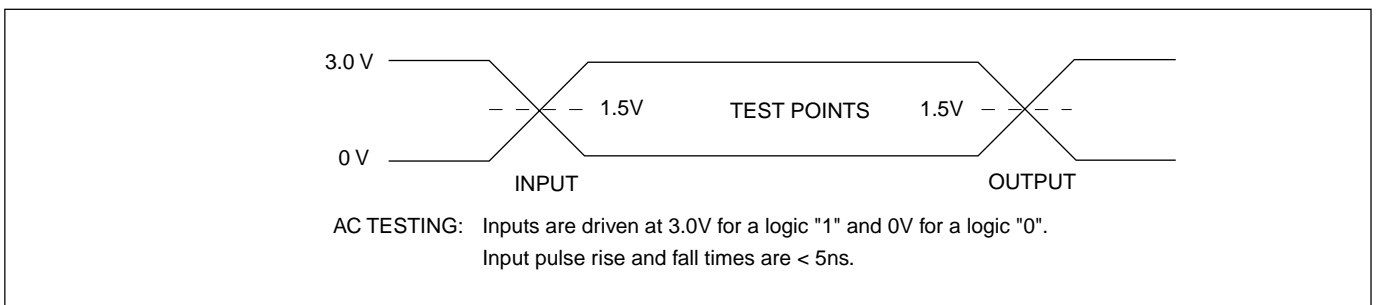 3.0 V
1.5V TEST POINTS 1.5V
0 V
INPUT OUTPUT
AC TESTING: Inputs are driven at 3.0V for a logic "1" and 0V for a logic "0".
Input pulse rise and fall times are < 5ns.